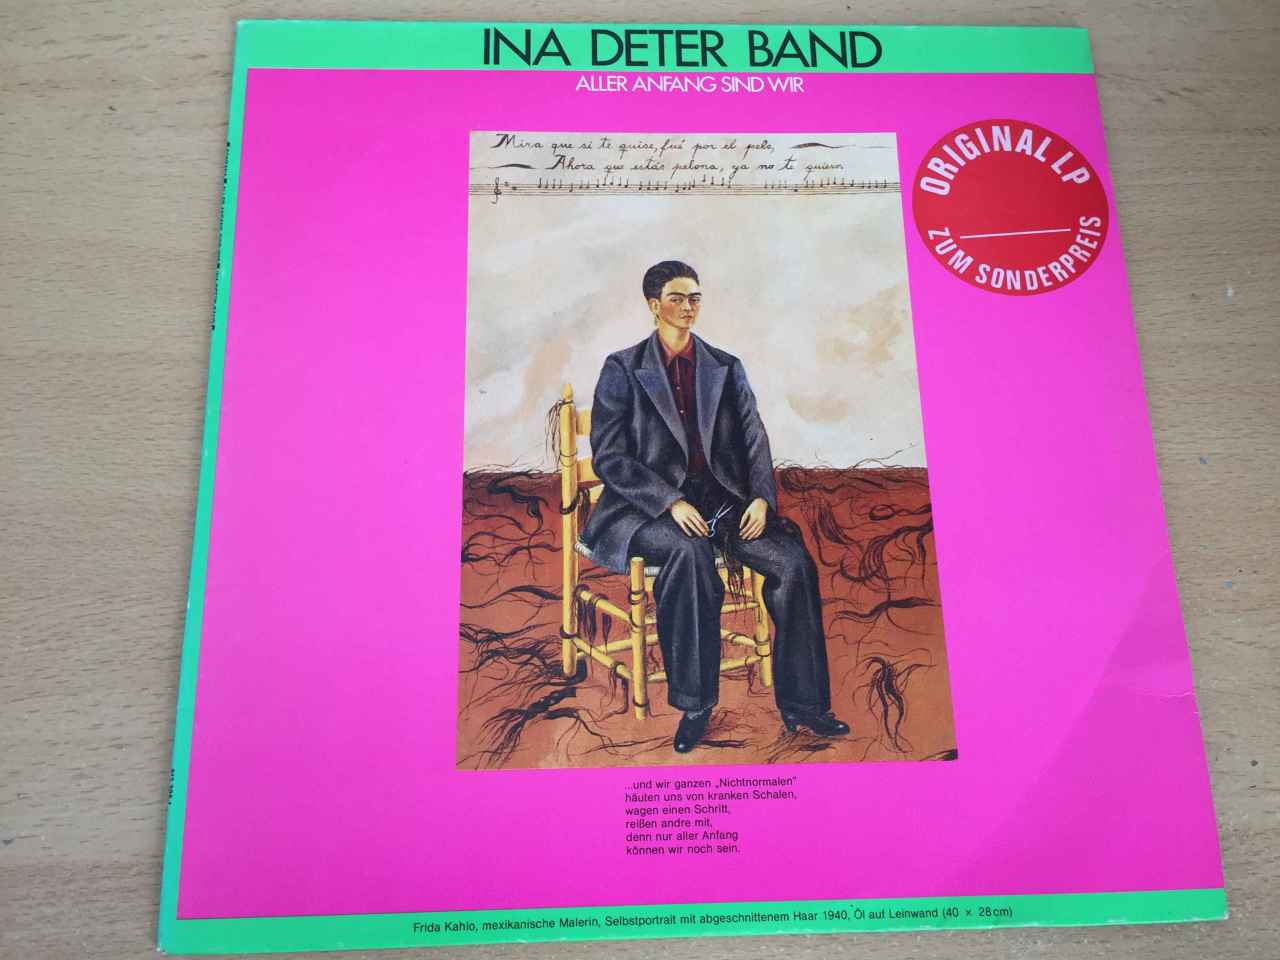 INA DETER BAND
ALLER ANFANG SIND WIR
Mira que si te quise, fué por el pelo,
Ahora que estás pelona, ya no te quiero.
ORIGINAL LP
ZUM SONDERPREIS
...und wir ganzen „Nichtnormalen"
häuten uns von kranken Schalen,
wagen einen Schritt,
reißen andre mit,
denn nur aller Anfang
können wir noch sein.
Frida Kahlo, mexikanische Malerin, Selbstportrait mit abgeschnittenem Haar 1940, Öl auf Leinwand (40 × 28 cm)